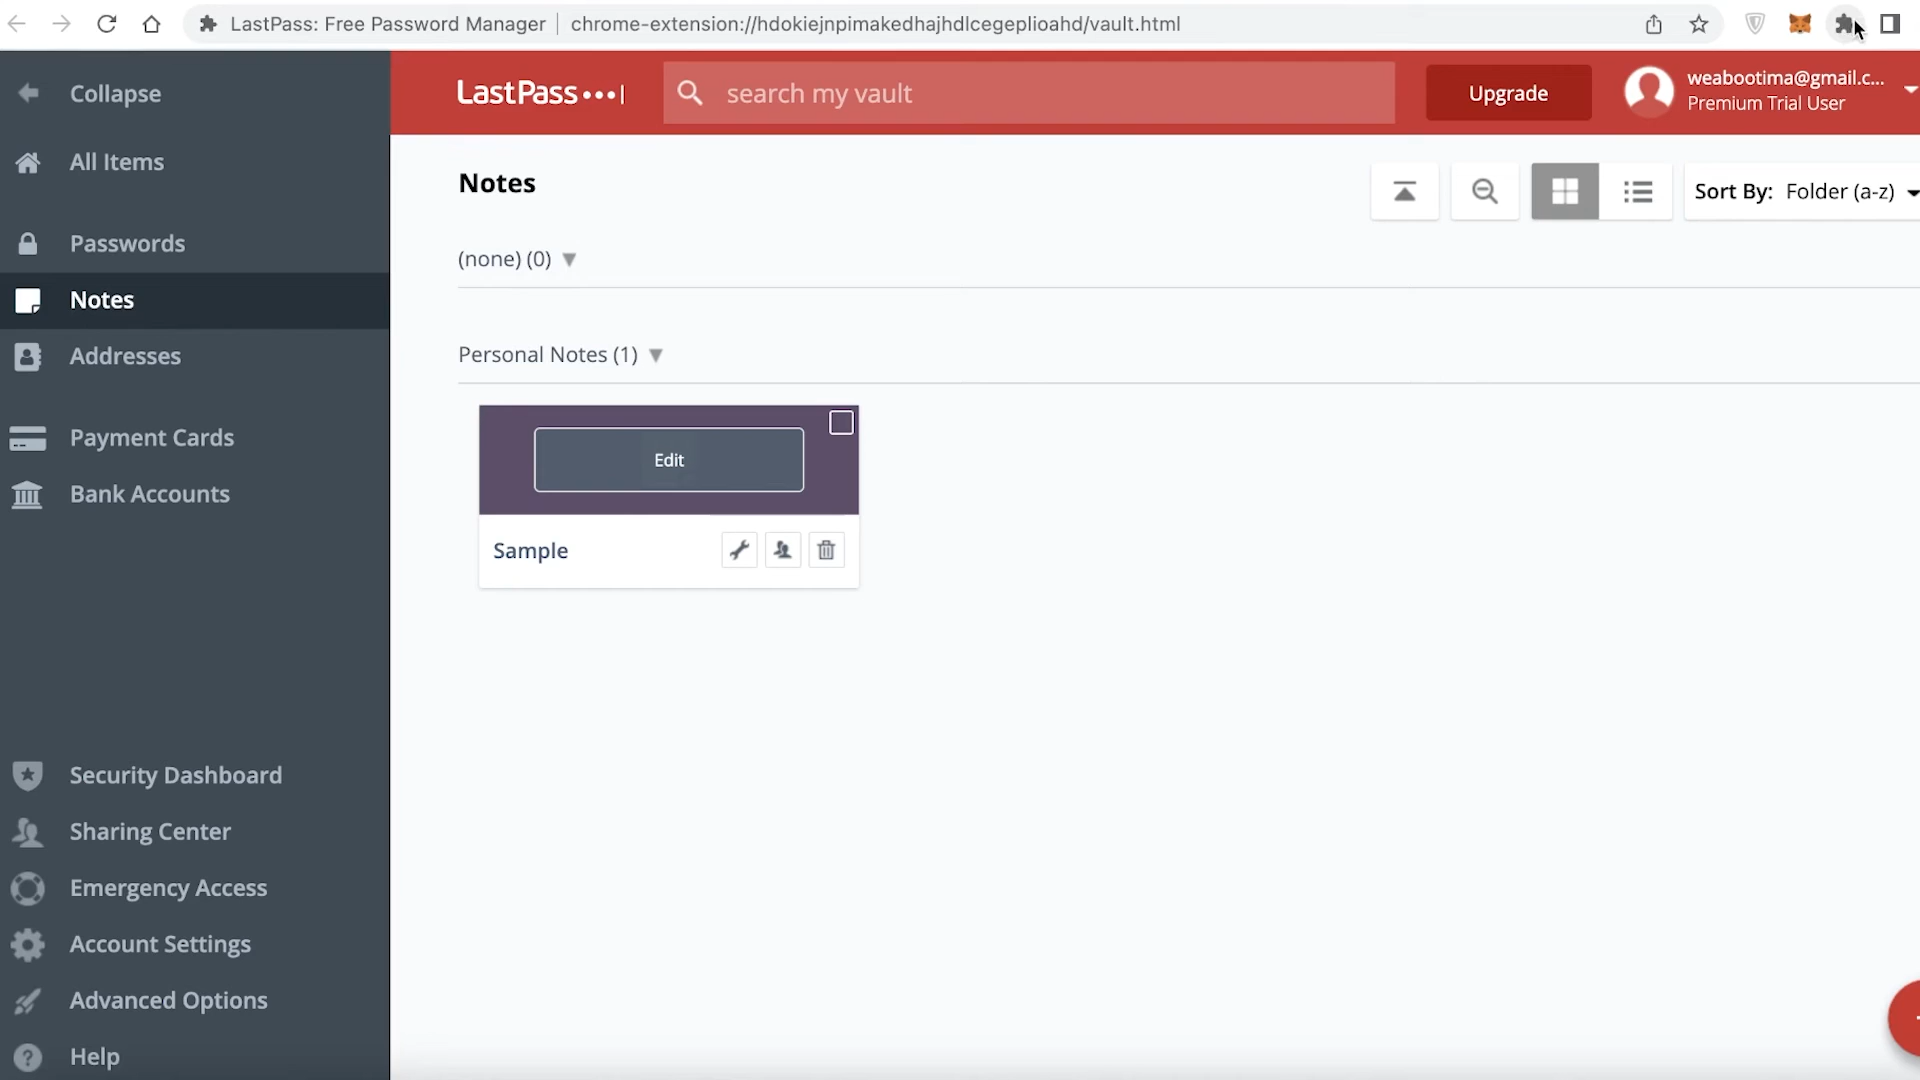 LastPass: Free Password Manager | chrome-extension://hdokiejnpimakedhajhdlcegeplioahd/vault.html
Collapse
LastPass
search my vault
Upgrade
weabootima@gmail.c...
Premium Trial User
All Items
Passwords
Notes
Addresses
Payment Cards
Bank Accounts
Security Dashboard
Sharing Center
Emergency Access
Account Settings
Advanced Options
Help
Notes
Sort By: Folder (a-z)
(none) (0)
Personal Notes (1)
Edit
Sample